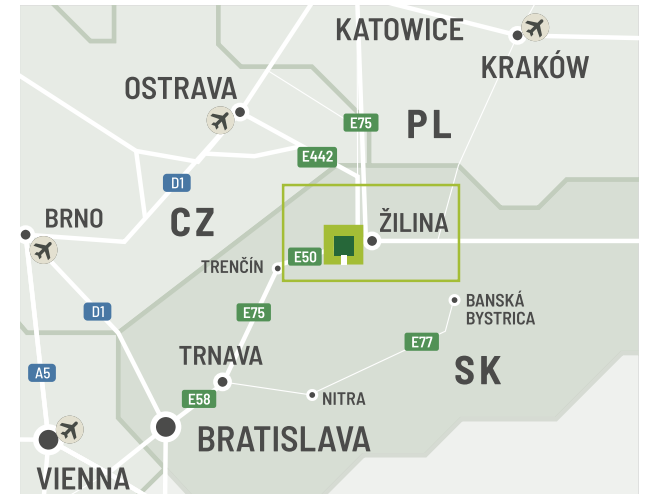 KATOWICE
KRAKÓW
OSTRAVA
E75
PL
E442
D1
BRNO
CZ
ŽILINA
TRENČÍN
E50
BANSKÁ
BYSTRICA
D1
E75
E77
TRNAVA
SK
A5
E58
NITRA
BRATISLAVA
VIENNA